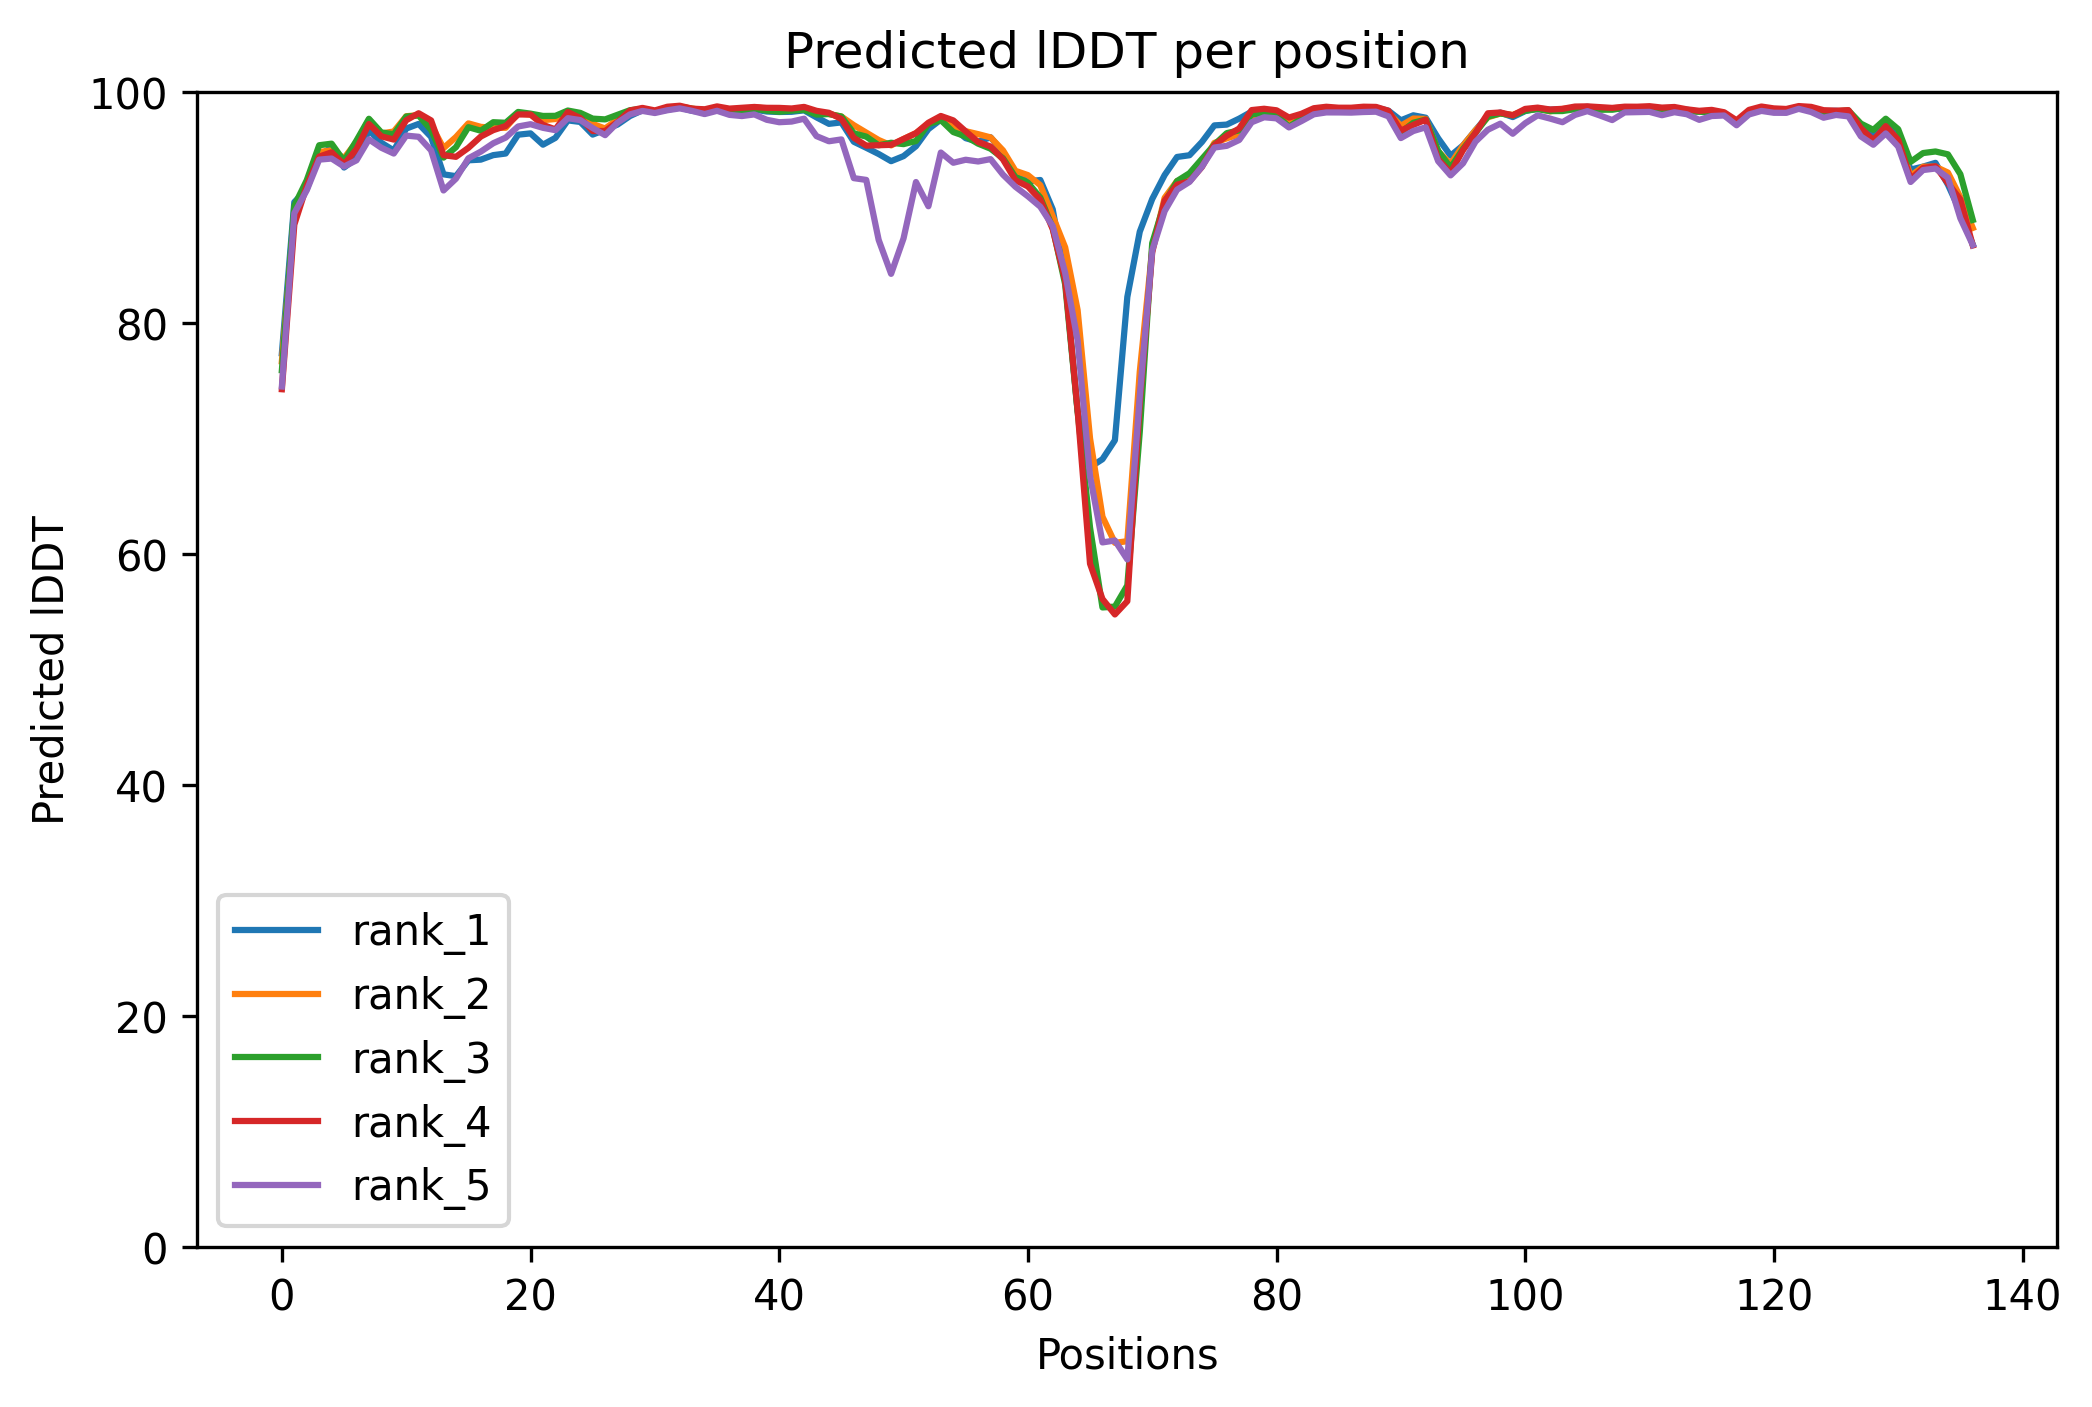 Predicted lDDT per position
100
80
60
40
20
0
Predicted lDDT
rank_1
rank_2
rank_3
rank_4
rank_5
0 20 40 60 80 100 120 140
Positions